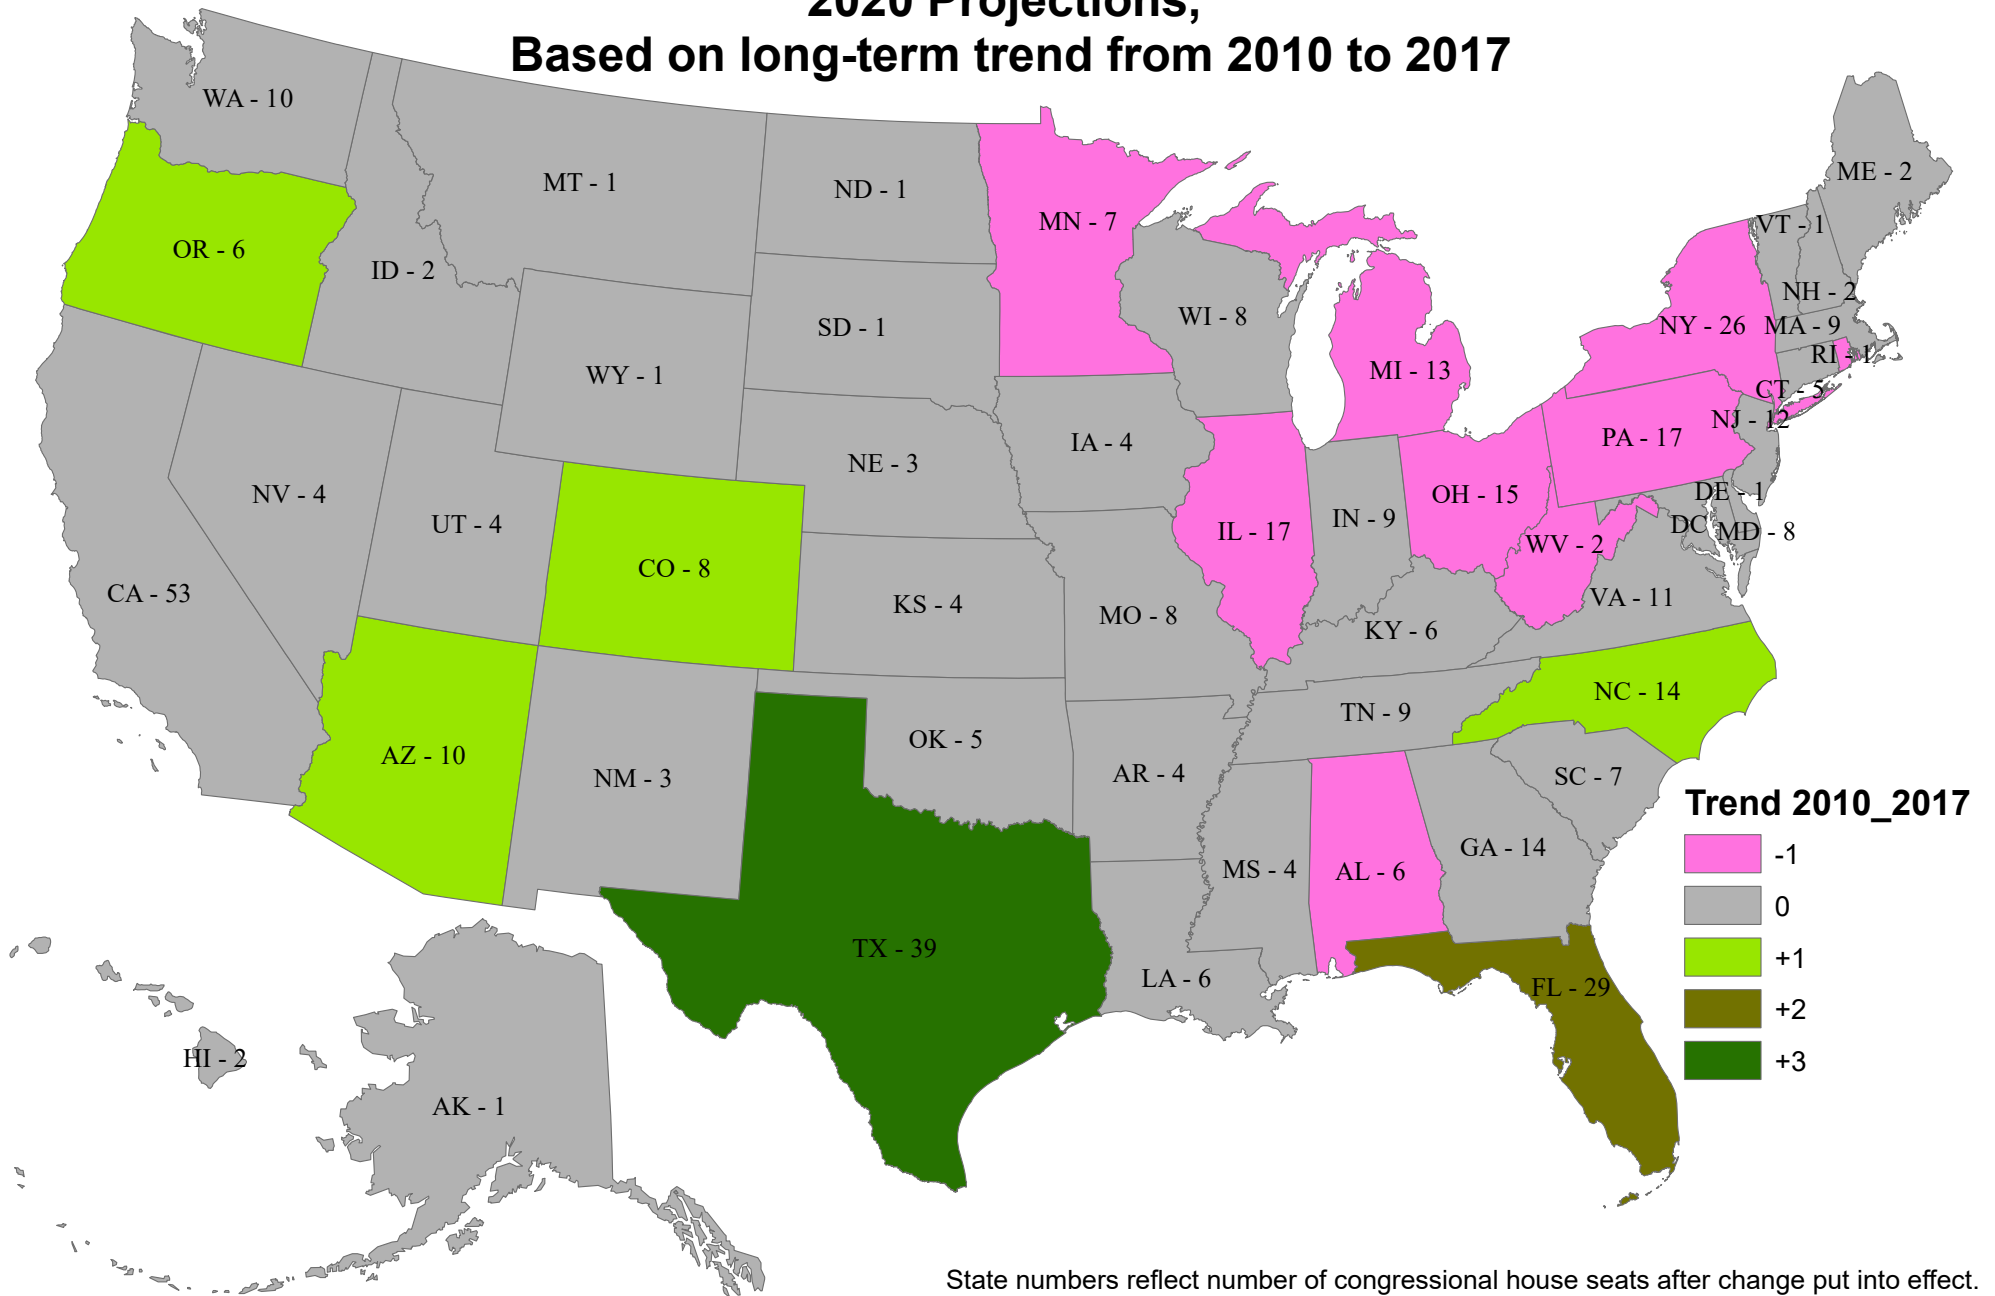 2020 Projections,
Based on long-term trend from 2010 to 2017
WA - 10
MT - 1
ND - 1
MN - 7
ME - 2
OR - 6
ID - 2
VT - 1
NH - 2
SD - 1
WI - 8
NY - 26
MA - 9
RI - 1
WY - 1
MI - 13
CT - 5
NJ - 12
IA - 4
PA - 17
NE - 3
NV - 4
UT - 4
OH - 15
DE - 1
IL - 17
IN - 9
WV - 2
DC
MD - 8
CO - 8
CA - 53
KS - 4
MO - 8
VA - 11
KY - 6
NC - 14
TN - 9
AZ - 10
NM - 3
OK - 5
AR - 4
SC - 7
MS - 4
AL - 6
GA - 14
TX - 39
LA - 6
FL - 29
HI - 2
AK - 1
Trend 2010_2017
-1
0
+1
+2
+3
State numbers reflect number of congressional house seats after change put into effect.